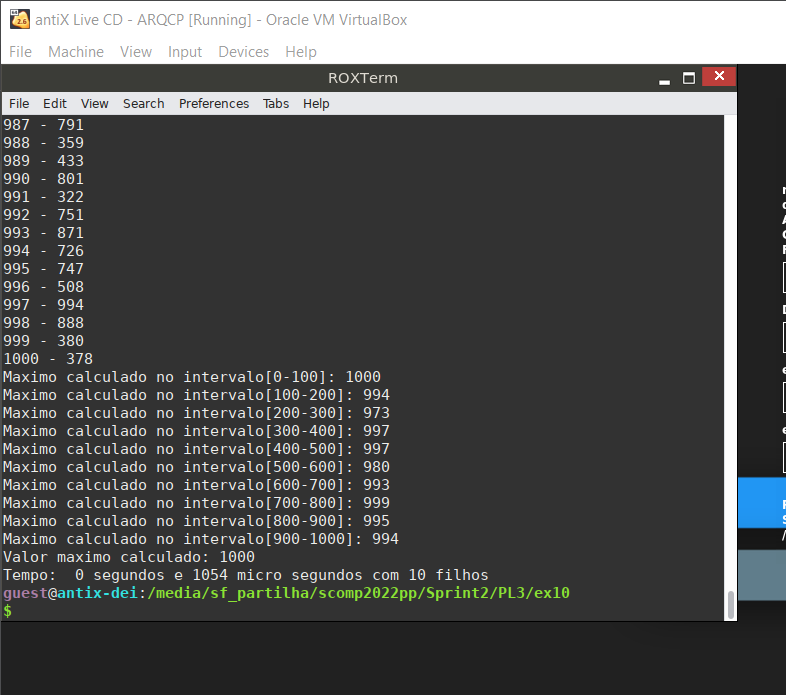 antiX Live CD - ARQCP [Running] - Oracle VM VirtualBox
File Machine View Input Devices Help
ROXTerm
File Edit View Search Preferences Tabs Help
987 - 791
988 - 359
989 - 433
990 - 801
991 - 322
992 - 751
993 - 871
994 - 726
995 - 747
996 - 508
997 - 994
998 - 888
999 - 380
1000 - 378
Maximo calculado no intervalo[0-100]: 1000
Maximo calculado no intervalo[100-200]: 994
Maximo calculado no intervalo[200-300]: 973
Maximo calculado no intervalo[300-400]: 997
Maximo calculado no intervalo[400-500]: 997
Maximo calculado no intervalo[500-600]: 980
Maximo calculado no intervalo[600-700]: 993
Maximo calculado no intervalo[700-800]: 999
Maximo calculado no intervalo[800-900]: 995
Maximo calculado no intervalo[900-1000]: 994
Valor maximo calculado: 1000
Tempo:  0 segundos e 1054 micro segundos com 10 filhos
guest@antix-dei:/media/sf_partilha/scomp2022pp/Sprint2/PL3/ex10
$